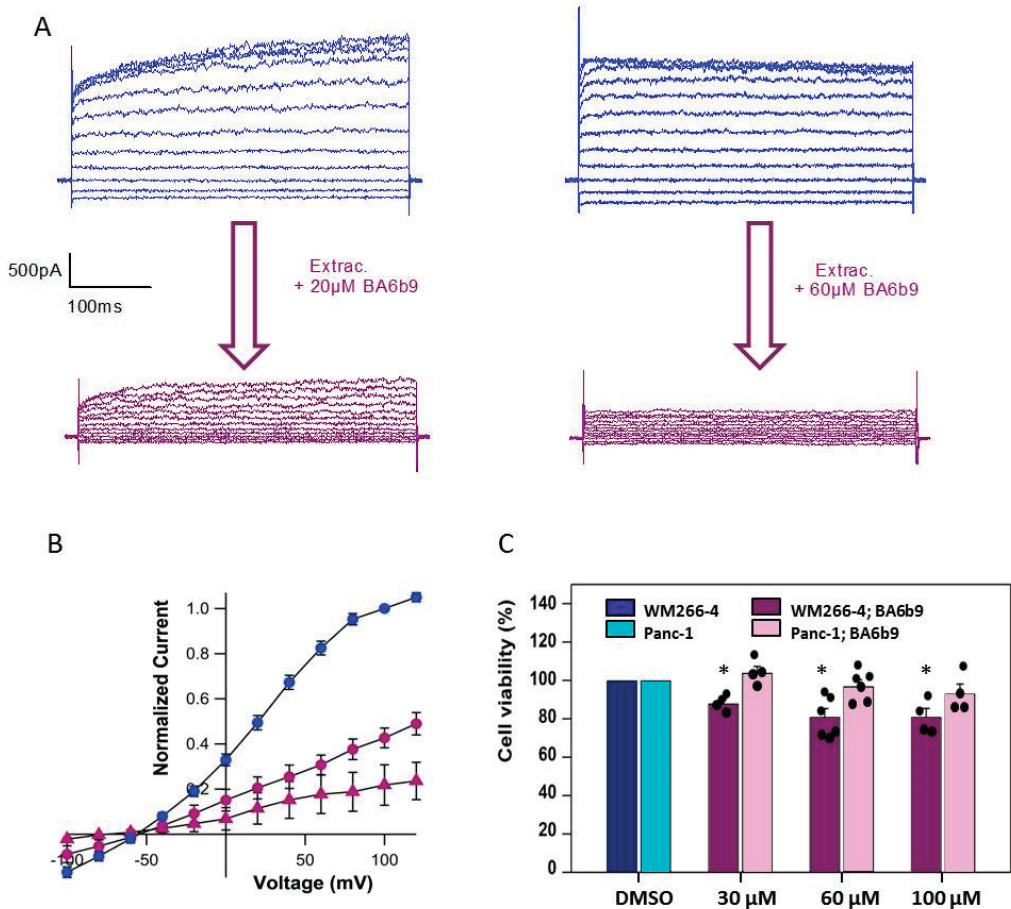 A
500pA
100ms
Extrac.
+ 20µM BA6b9
Extrac.
+ 60µM BA6b9
B
Normalized Current
1.0
0.8
0.6
0.4
0.2
-100
-50
50
100
Voltage (mV)
C
Cell viability (%)
140
120
100
80
60
40
20
0
WM266-4
WM266-4; BA6b9
Panc-1
Panc-1; BA6b9
*
*
*
DMSO
30 µM
60 µM
100 µM